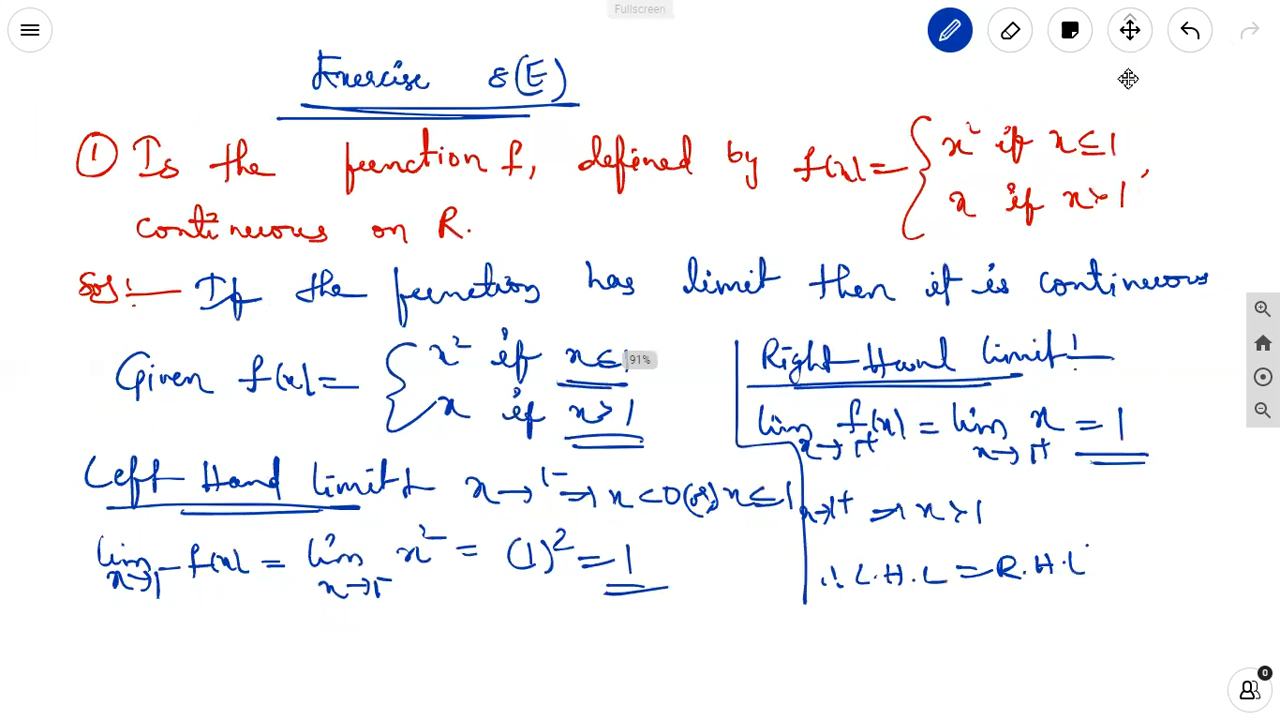 Fullscreen
Exercise 8(E)
① Is the function f, defined by f(x) = { x² if x ≤ 1
x if x > 1 ,
continuous on R.
Sol:- If the function has limit then it is continuous
Given f(x) = { x² if x ≤ 1
x if x > 1
91%
Left Hand limit x → 1⁻ ⇒ x < 0 (or) x ≤ 1
lim x→1⁻ f(x) = lim x→1⁻ x² = (1)² = 1
Right Hand limit :-
lim x→1⁺ f(x) = lim x→1⁺ x = 1
x→1⁺ ⇒ x > 1
∴ L.H.L = R.H.L
0